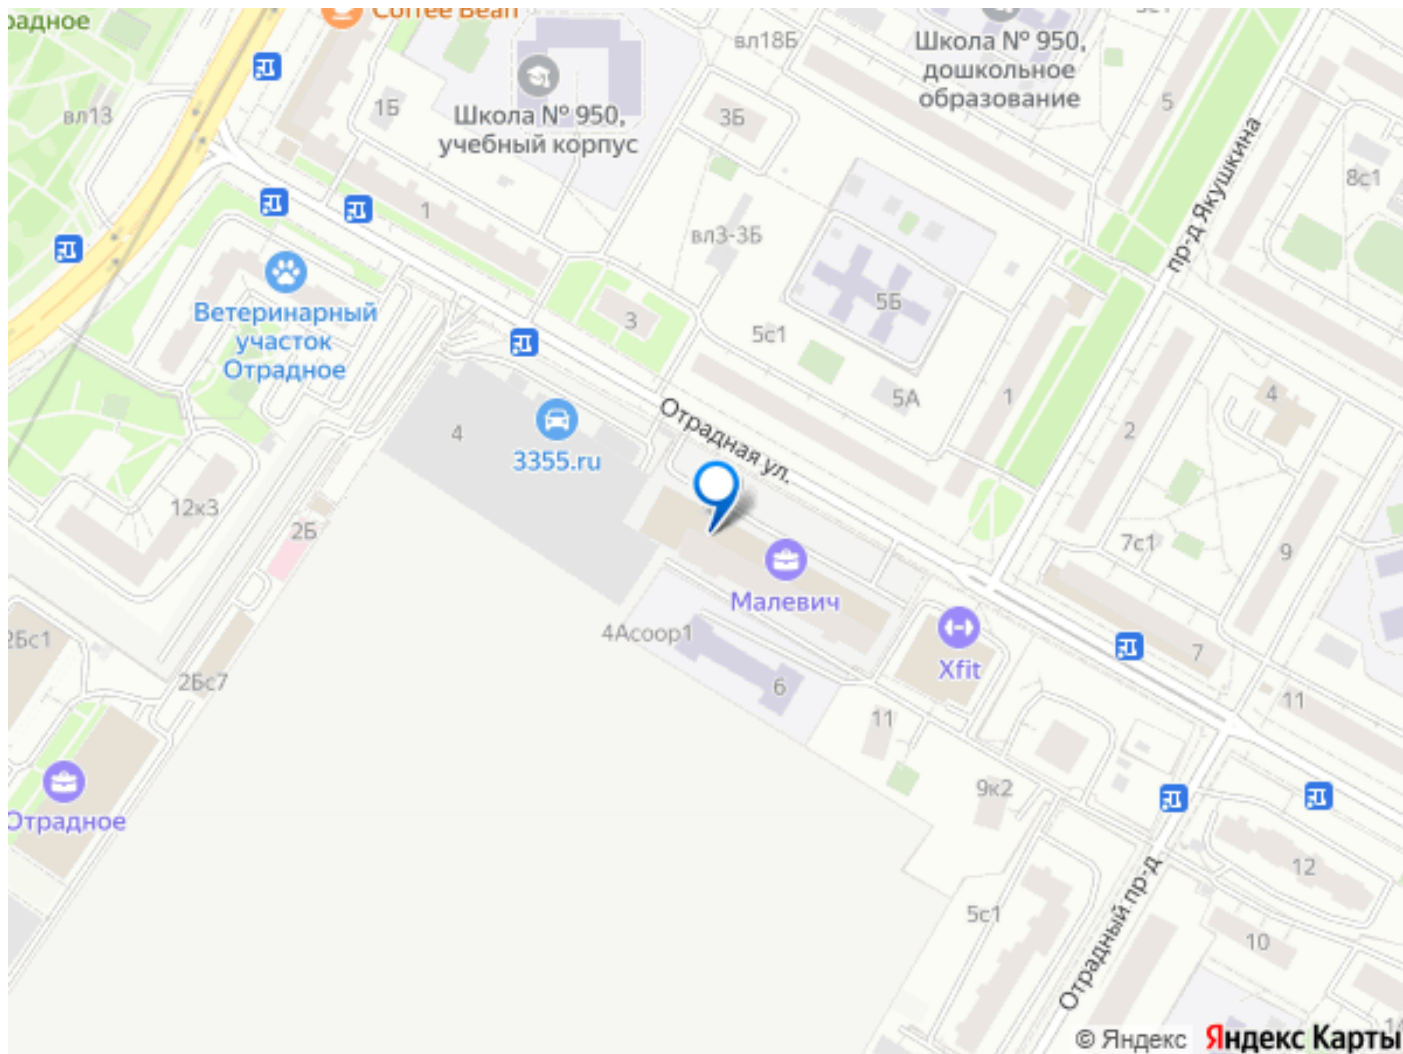 Coffee Bean
радное
вл18Б
Школа № 950,
дошкольное
образование
вл13
1Б
Школа № 950,
учебный корпус
3Б
5
пр-д Якушкина
8с1
1
вл3-3Б
Ветеринарный
участок
Отрадное
3
5Б
5с1
5А
1
4
2
Отрадная ул.
4
3355.ru
12к3
2Б
7с1
9
Малевич
4Асоор1
Xfit
7
2Бс1
2Бс7
6
11
11
9к2
Отрадное
12
5с1
Отрадный пр-д
10
© Яндекс
Яндекс Карты